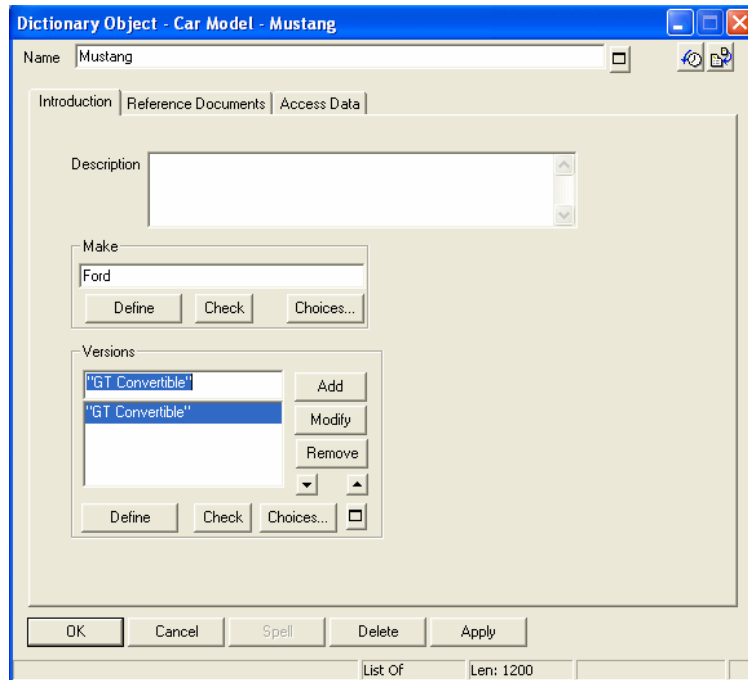 Dictionary Object - Car Model - Mustang
Name Mustang
Introduction Reference Documents Access Data
Description
Make
Ford
Define Check Choices...
Versions
"GT Convertible"
Add
"GT Convertible"
Modify
Remove
Define Check Choices...
OK Cancel Spell Delete Apply
List Of Len: 1200